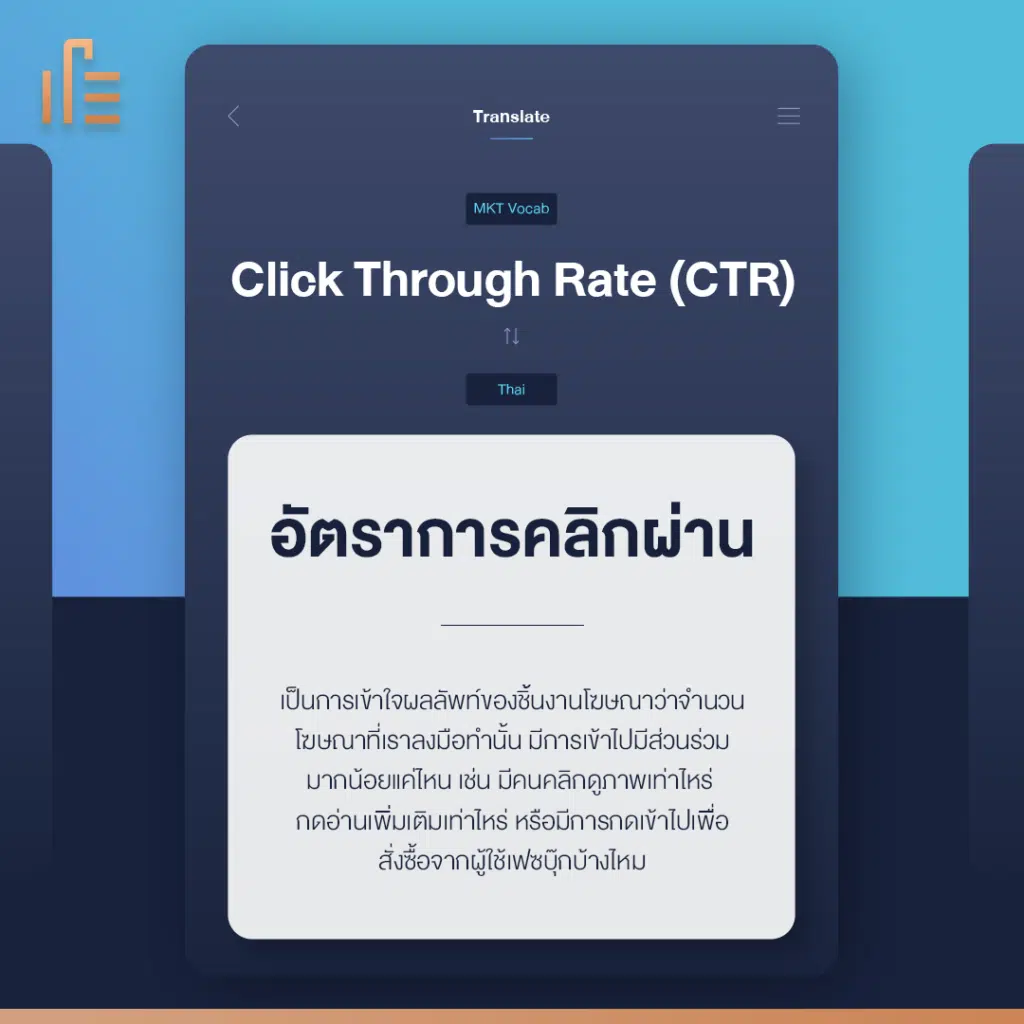 Translate
MKT Vocab
Click Through Rate (CTR)
Thai
อัตราการคลิกผ่าน
เป็นการเข้าใจผลลัพท์ของชิ้นงานโฆษณาว่าจำนวน
โฆษณาที่เราลงมือทำนั้น มีการเข้าไปมีส่วนร่วม
มากน้อยแค่ไหน เช่น มีคนคลิกดูภาพเท่าไหร่
กดอ่านเพิ่มเติมเท่าไหร่ หรือมีการกดเข้าไปเพื่อ
สั่งซื้อจากผู้ใช้เฟซบุ๊กบ้างไหม